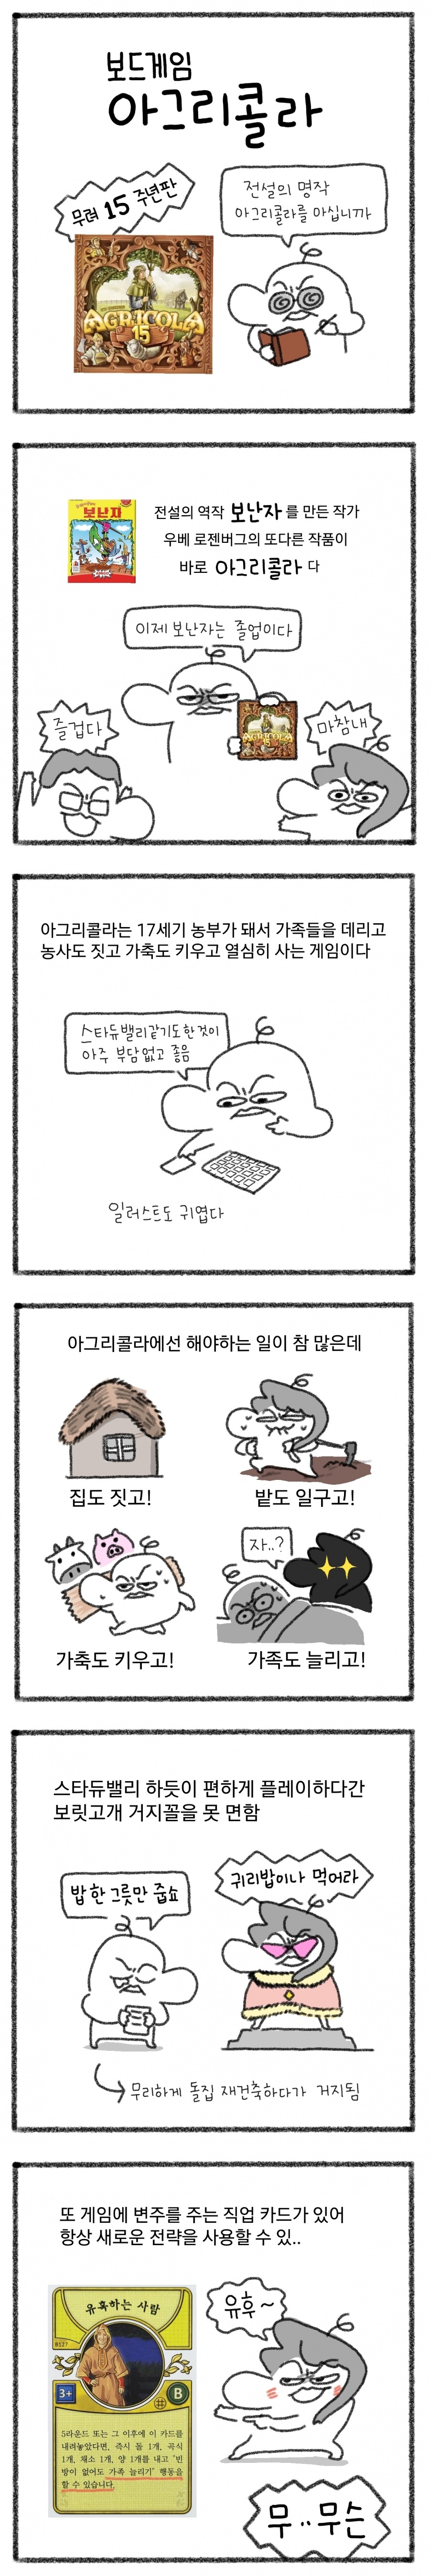 보드게임
아그리콜라
무려 15 주년판
전설의 명작
아그리콜라를 아십니까
AGRICOLA
15
보난자
전설의 역작 보난자 를 만든 작가
우베 로젠버그의 또다른 작품이
바로 아그리콜라 다
이제 보난자는 졸업이다
AGRICOLA
15
즐겁다
마참내
아그리콜라는 17세기 농부가 돼서 가족들을 데리고
농사도 짓고 가축도 키우고 열심히 사는 게임이다
스타듀밸리같기도한것이
아주 부담없고 좋음
일러스트도 귀엽다
아그리콜라에선 해야하는 일이 참 많은데
집도 짓고!
밭도 일구고!
자..?
가축도 키우고!
가족도 늘리고!
스타듀밸리 하듯이 편하게 플레이하다간
보릿고개 거지꼴을 못 면함
밥 한 그릇만 줍쇼
귀리밥이나 먹어라
무리하게 돌집 재건축하다가 거지됨
또 게임에 변주를 주는 직업 카드가 있어
항상 새로운 전략을 사용할 수 있..
유혹하는 사람
B127
3+
B
5라운드 또는 그 이후에 이 카드를
내려놓았다면, 즉시 돌 1개, 곡식
1개, 채소 1개, 양 1개를 내고 "빈
방이 없어도 가족 늘리기" 행동을
할 수 있습니다.
유후~
무..무슨